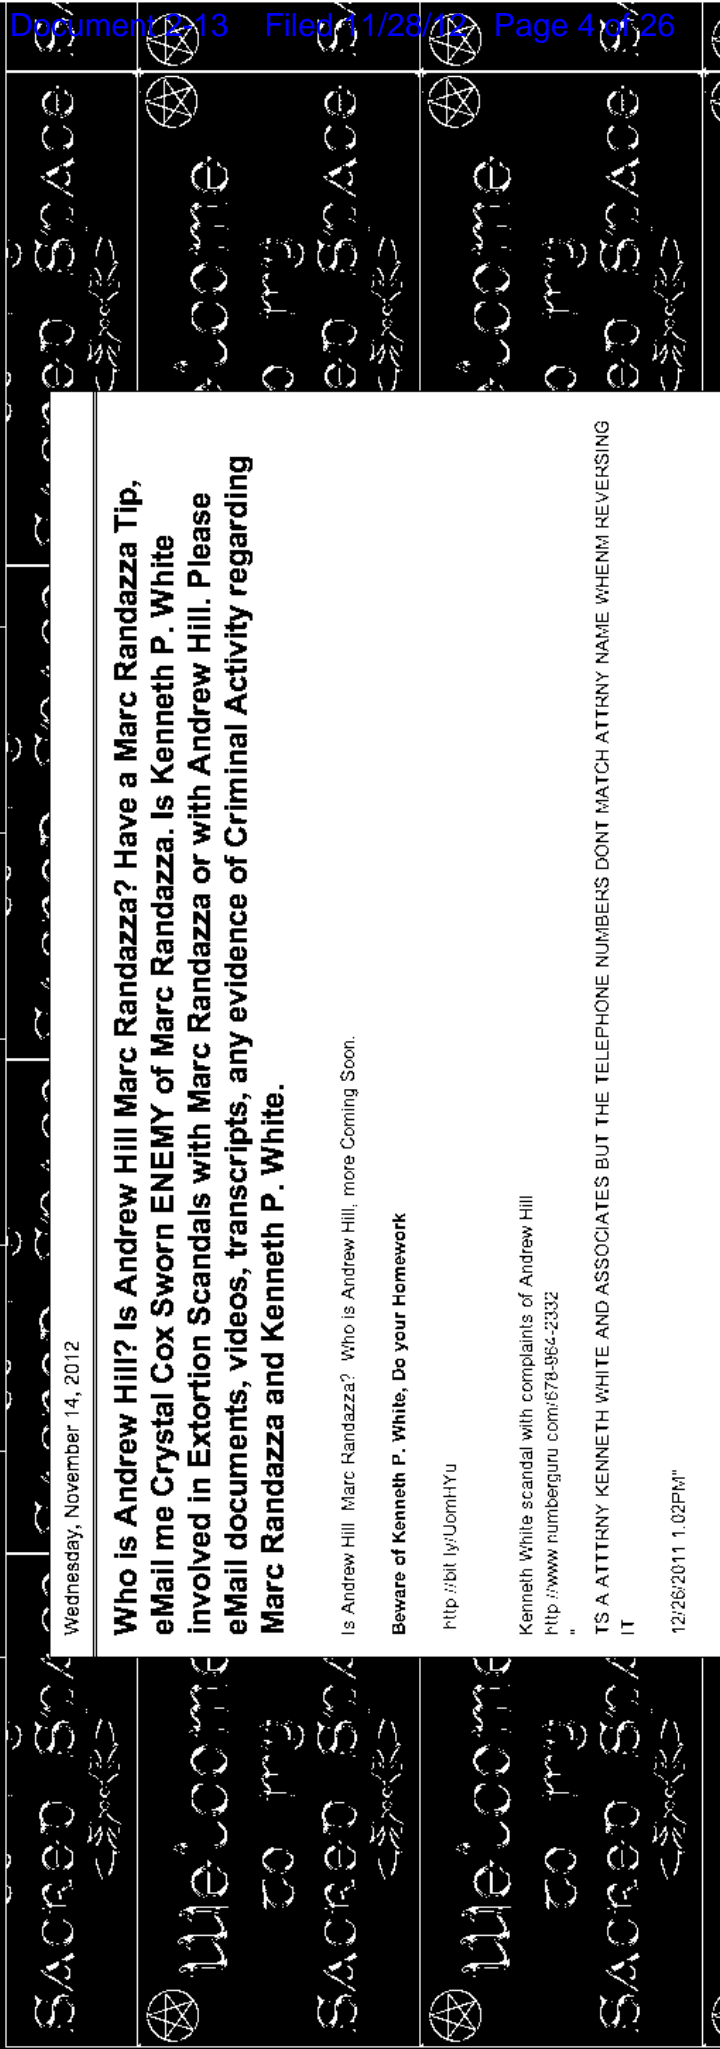 Document 2-13 Filed 11/28/12 Page 4 of 26
Wednesday, November 14, 2012
Who is Andrew Hill? Is Andrew Hill Marc Randazza? Have a Marc Randazza Tip,
eMail me Crystal Cox Sworn ENEMY of Marc Randazza. Is Kenneth P. White
involved in Extortion Scandals with Marc Randazza or with Andrew Hill. Please
eMail documents, videos, transcripts, any evidence of Criminal Activity regarding
Marc Randazza and Kenneth P. White.
Is Andrew Hill Marc Randazza? Who is Andrew Hill, more Coming Soon.
Beware of Kenneth P. White, Do your Homework
http://bit.ly/UomHYu
Kenneth White scandal with complaints of Andrew Hill
http://www.numberguru.com/678-964-2332
"
TS A ATTTRNY KENNETH WHITE AND ASSOCIATES BUT THE TELEPHONE NUMBERS DONT MATCH ATTRNY NAME WHENM REVERSING
IT
12/26/2011 1:02PM"
Welcome
to my
SACRED SPACE
Welcome
to my
SACRED SPACE